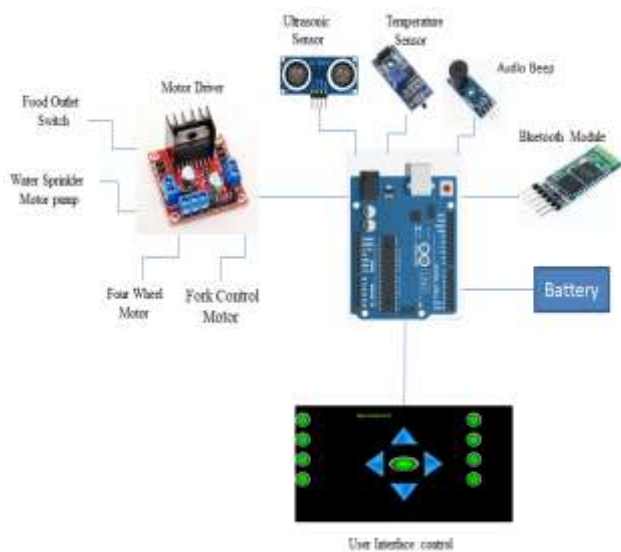 Ultrasonic
Sensor
Temperature
Sensor
Audio Beep
Motor Driver
Food Outlet
Switch
Bluetooth Module
Water Sprinkler
Motor pump
Four Wheel
Motor
Fork Control
Motor
Battery
User Interface control